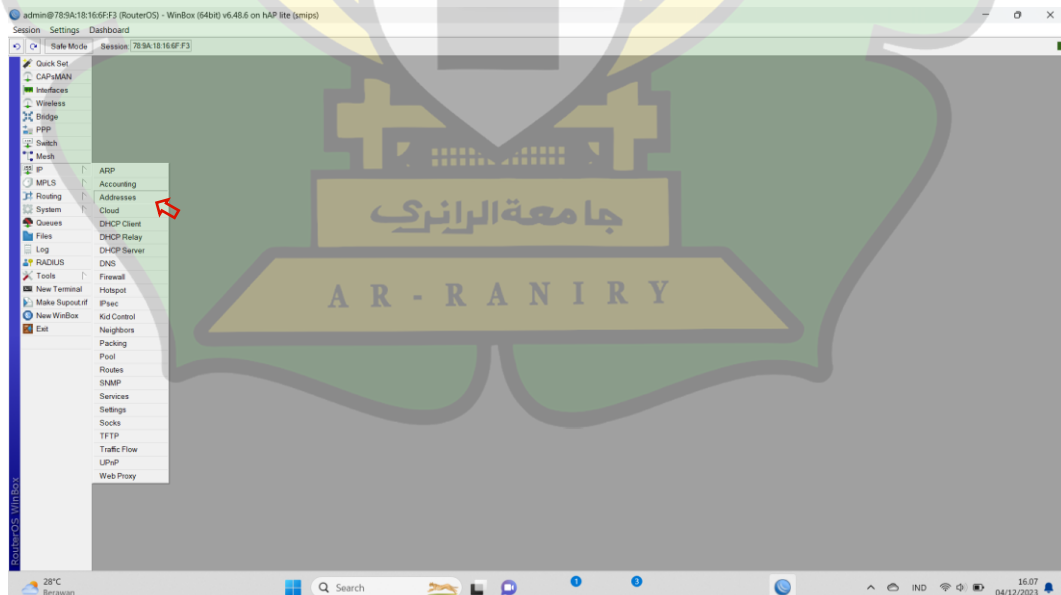 admin@78:9A:18:16:6F:F3 (RouterOS) - WinBox (64bit) v6.48.6 on hAP lite (smips)
Session Settings Dashboard
Safe Mode Session: 78:9A:18:16:6F:F3
Quick Set
CAPsMAN
Interfaces
Wireless
Bridge
PPP
Switch
Mesh
IP
MPLS
Routing
System
Queues
Files
Log
RADIUS
Tools
New Terminal
Make Supout.rif
New WinBox
Exit
ARP
Accounting
Addresses
Cloud
DHCP Client
DHCP Relay
DHCP Server
DNS
Firewall
Hotspot
IPsec
Kid Control
Neighbors
Packing
Pool
Routes
SNMP
Services
Settings
Socks
TFTP
Traffic Flow
UPnP
Web Proxy
جامعة الرانري
AR-RANIRY
RouterOS WinBox
28°C
Berawan
Search
1
3
IND
16.07
04/12/2023